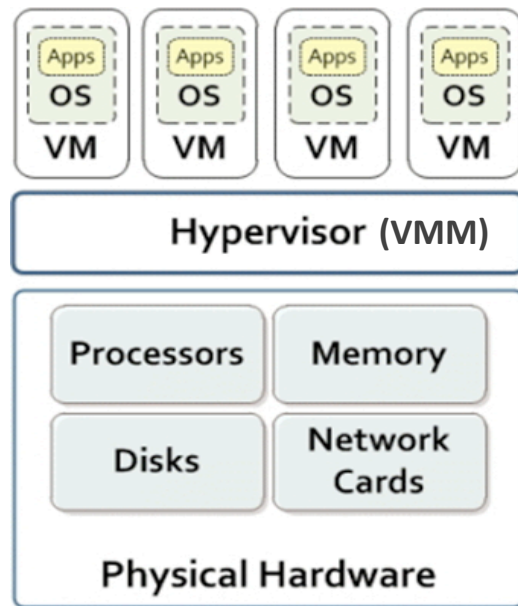 Apps Apps Apps Apps
OS OS OS OS
VM VM VM VM
Hypervisor (VMM)
Processors Memory
Disks Network
Cards
Physical Hardware